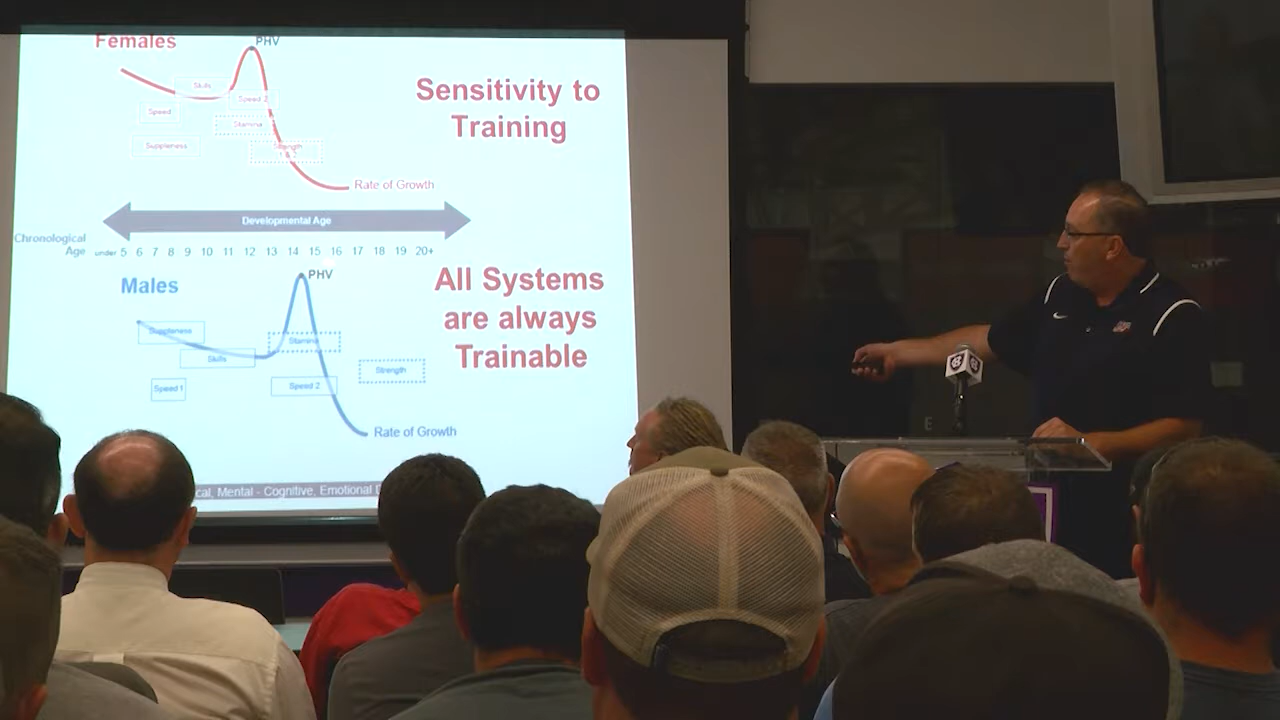 Females
PHV
Skills
Speed
Speed 2
Stamina
Suppleness
Strength
Sensitivity to
Training
Rate of Growth
Developmental Age
Chronological
Age
under 5 6 7 8 9 10 11 12 13 14 15 16 17 18 19 20+
Males
PHV
Suppleness
Stamina
Skills
Strength
Speed 1
Speed 2
All Systems
are always
Trainable
Rate of Growth
cal, Mental - Cognitive, Emotional